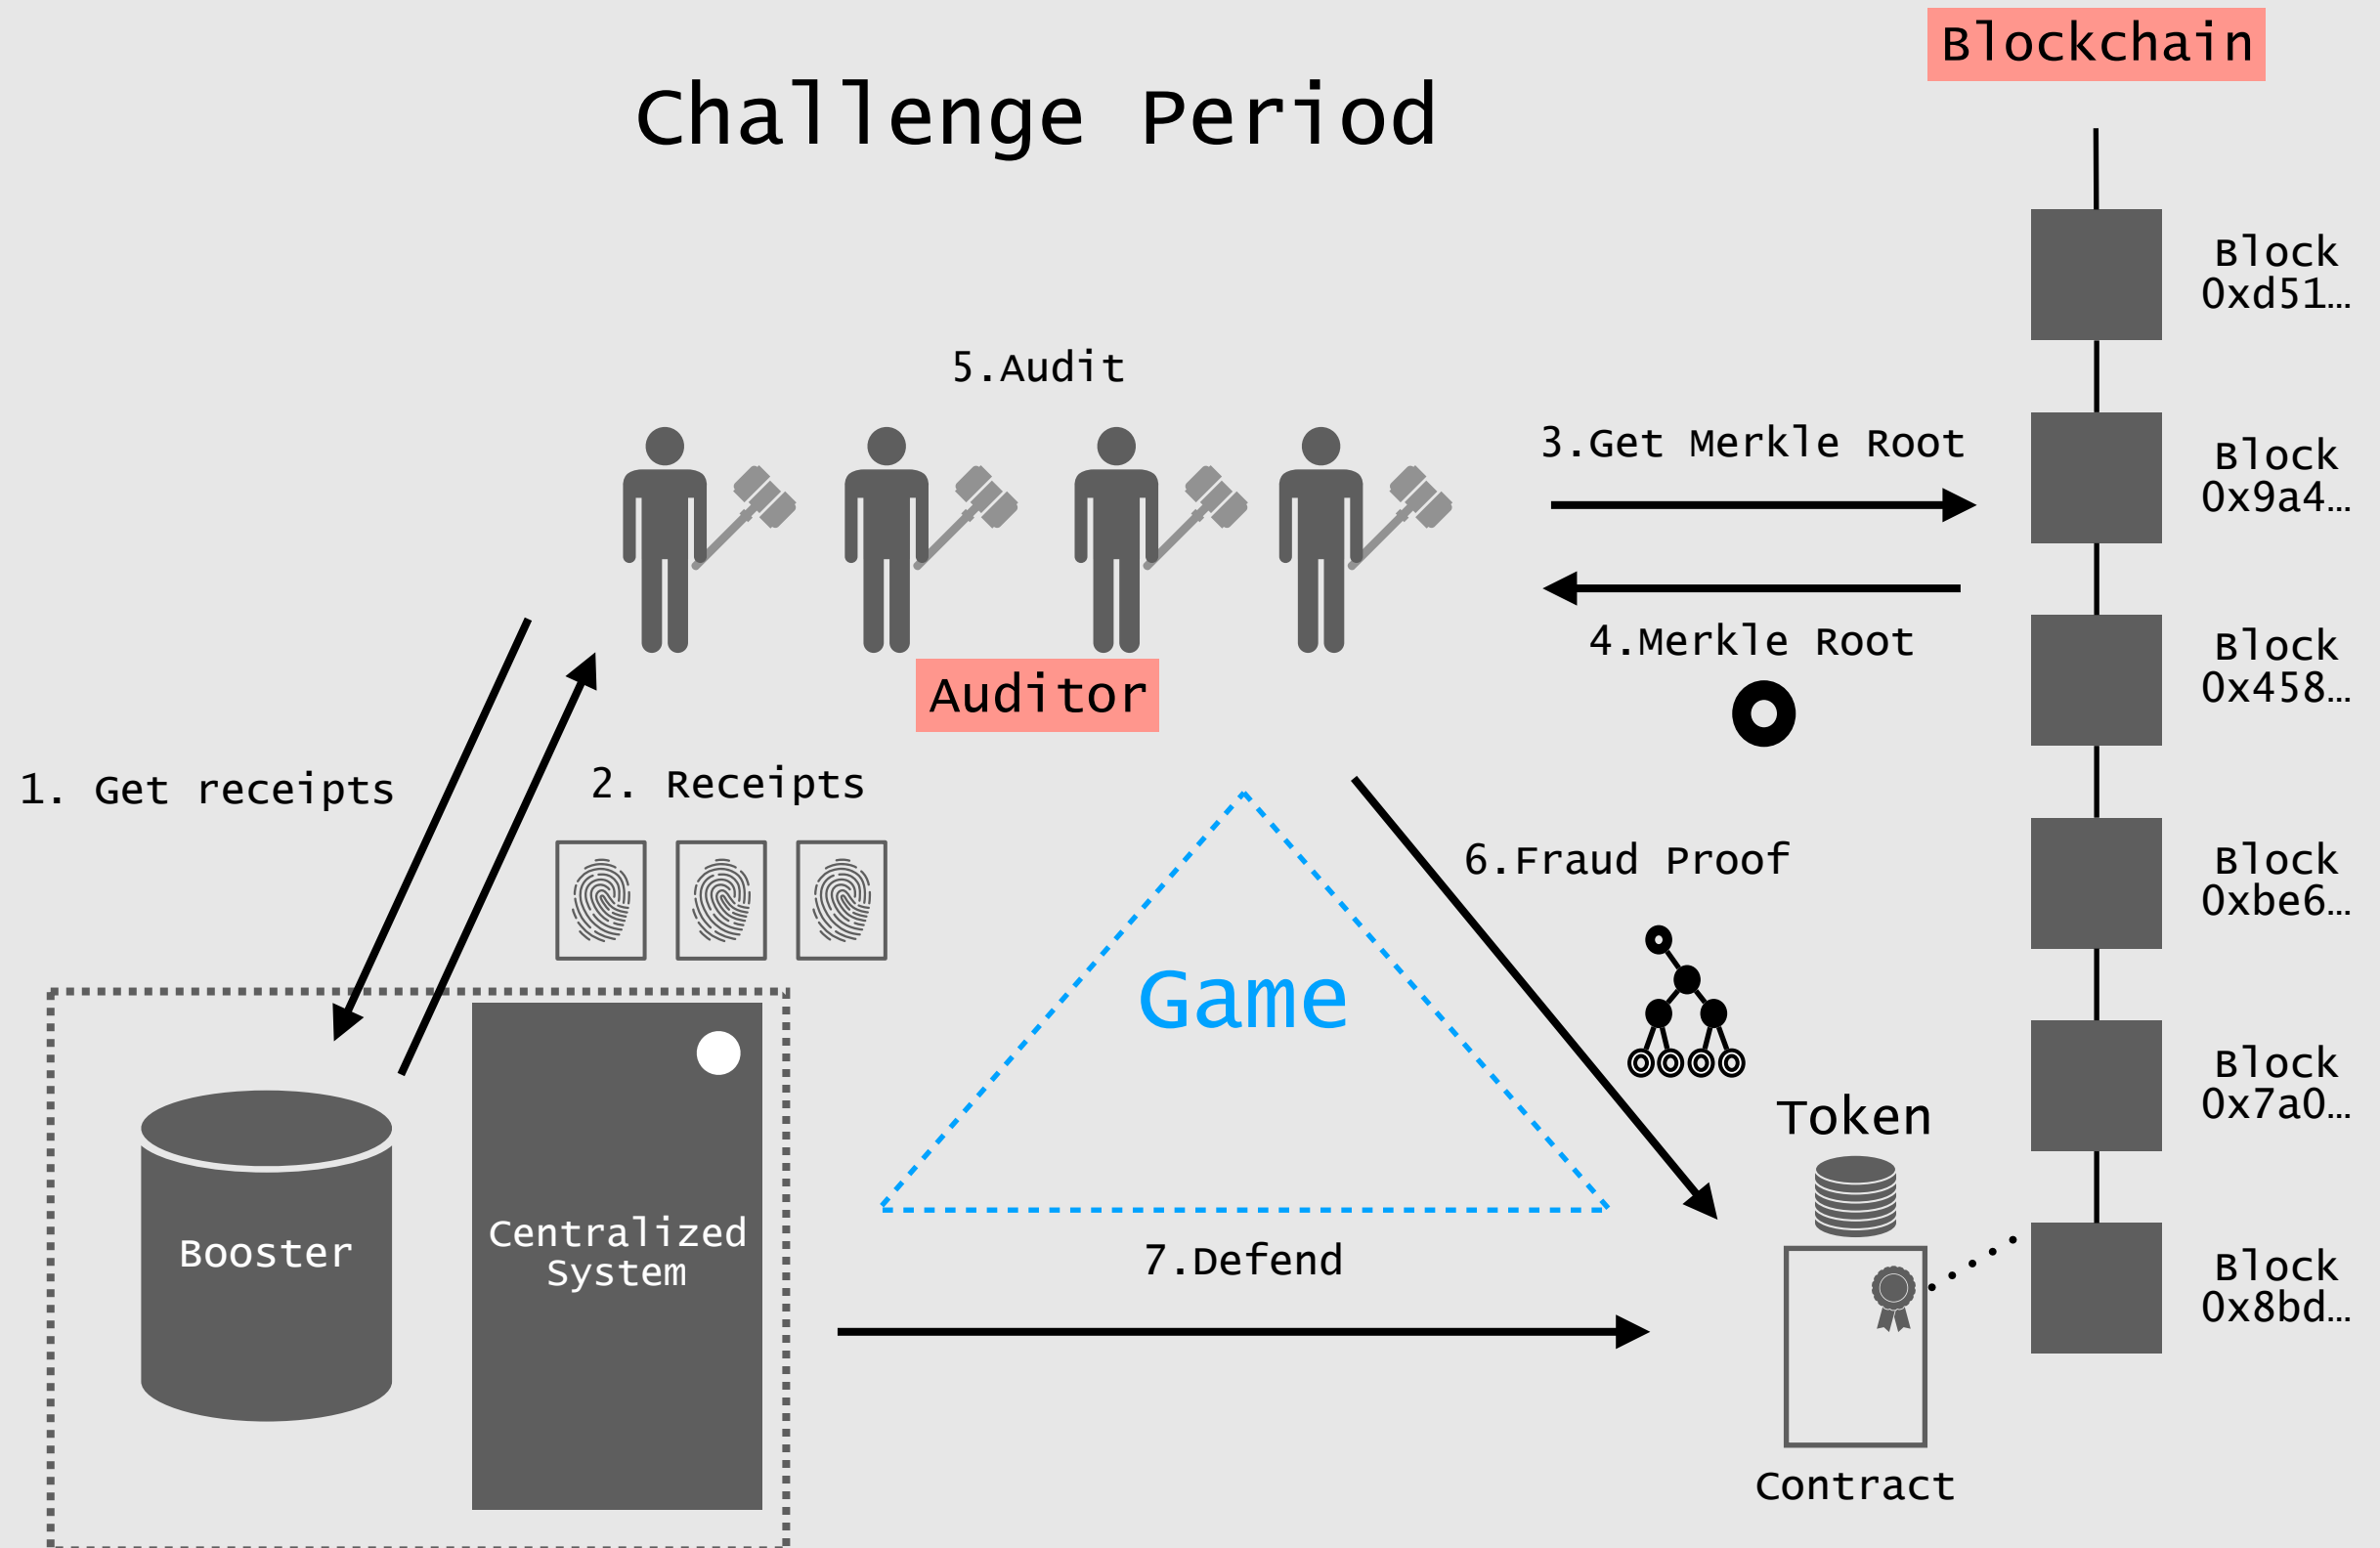 Blockchain
Challenge Period
Block
0xd51…
5.Audit
3.Get Merkle Root
Block
0x9a4…
4.Merkle Root
Block
0x458…
Auditor
1. Get receipts
2. Receipts
6.Fraud Proof
Block
0xbe6…
Game
Token
Block
0x7a0…
Booster
Centralized
System
7.Defend
Block
0x8bd…
Contract